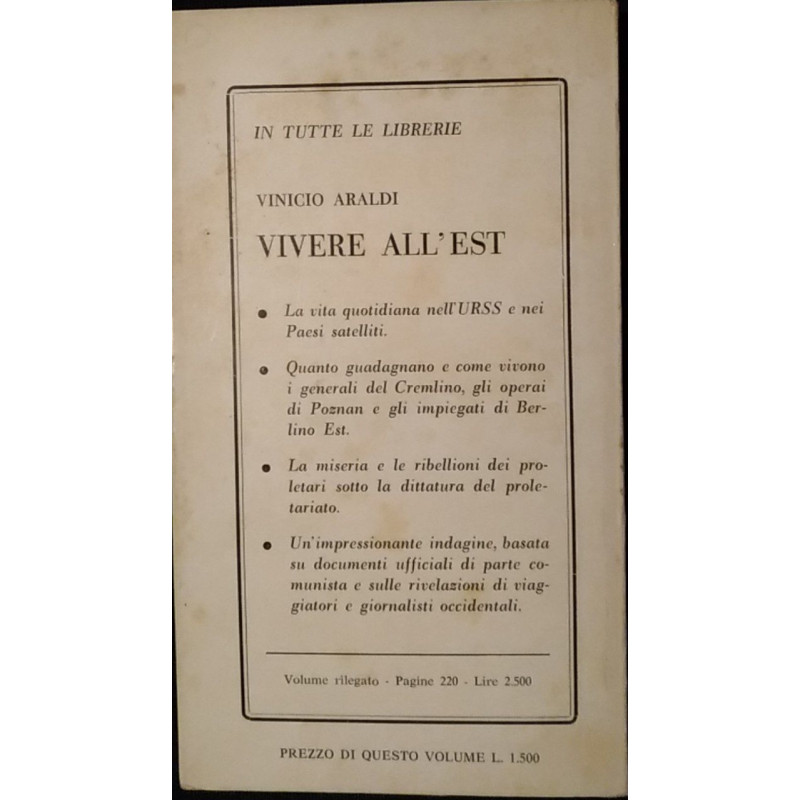 IN TUTTE LE LIBRERIE
VINICIO ARALDI
VIVERE ALL'EST
● La vita quotidiana nell'URSS e nei
Paesi satelliti.
● Quanto guadagnano e come vivono
i generali del Cremlino, gli operai
di Poznan e gli impiegati di Ber-
lino Est.
● La miseria e le ribellioni dei pro-
letari sotto la dittatura del prole-
tariato.
● Un'impressionante indagine, basata
su documenti ufficiali di parte co-
munista e sulle rivelazioni di viag-
giatori e giornalisti occidentali.
Volume rilegato - Pagine 220 - Lire 2.500
PREZZO DI QUESTO VOLUME L. 1.500